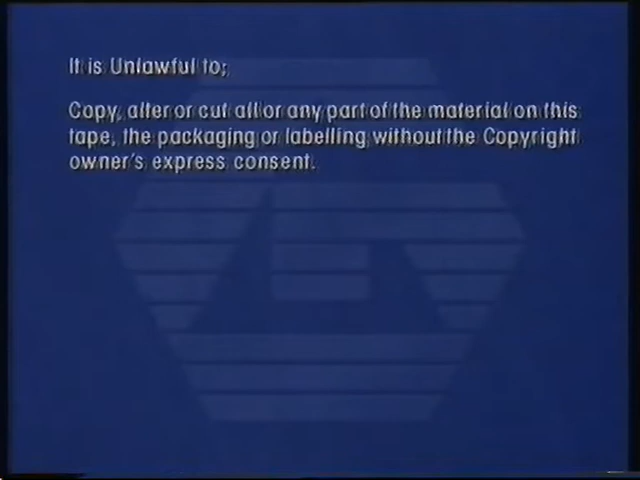 It is Unlawful to;
Copy, alter or cut all or any part of the material on this
tape, the packaging or labelling without the Copyright
owner's express consent.